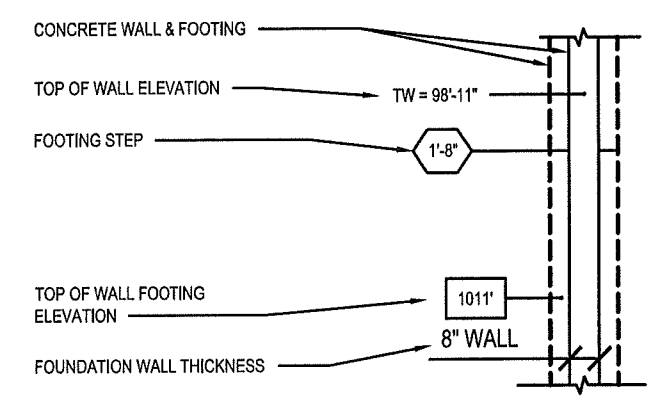 CONCRETE WALL & FOOTING
TOP OF WALL ELEVATION
TW = 98'-11"
FOOTING STEP
1'-8"
TOP OF WALL FOOTING
ELEVATION
1011'
8" WALL
FOUNDATION WALL THICKNESS